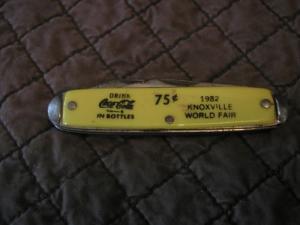 DRINK
Coca-Cola
IN BOTTLES
75¢
1982
KNOXVILLE
WORLD FAIR